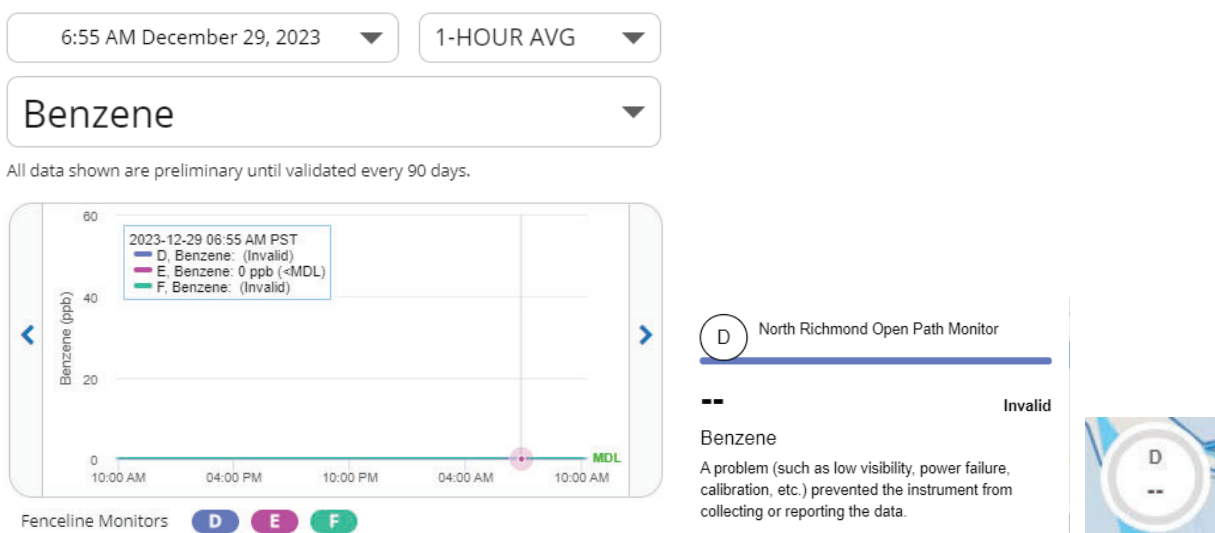 6:55 AM December 29, 2023
1-HOUR AVG
Benzene
All data shown are preliminary until validated every 90 days.
60
40
20
0
Benzene (ppb)
2023-12-29 06:55 AM PST
D, Benzene: (Invalid)
E, Benzene: 0 ppb (<MDL)
F, Benzene: (Invalid)
MDL
10:00 AM
04:00 PM
10:00 PM
04:00 AM
10:00 AM
Fenceline Monitors
D
E
F
D
North Richmond Open Path Monitor
--
Invalid
Benzene
A problem (such as low visibility, power failure,
calibration, etc.) prevented the instrument from
collecting or reporting the data.
D
--